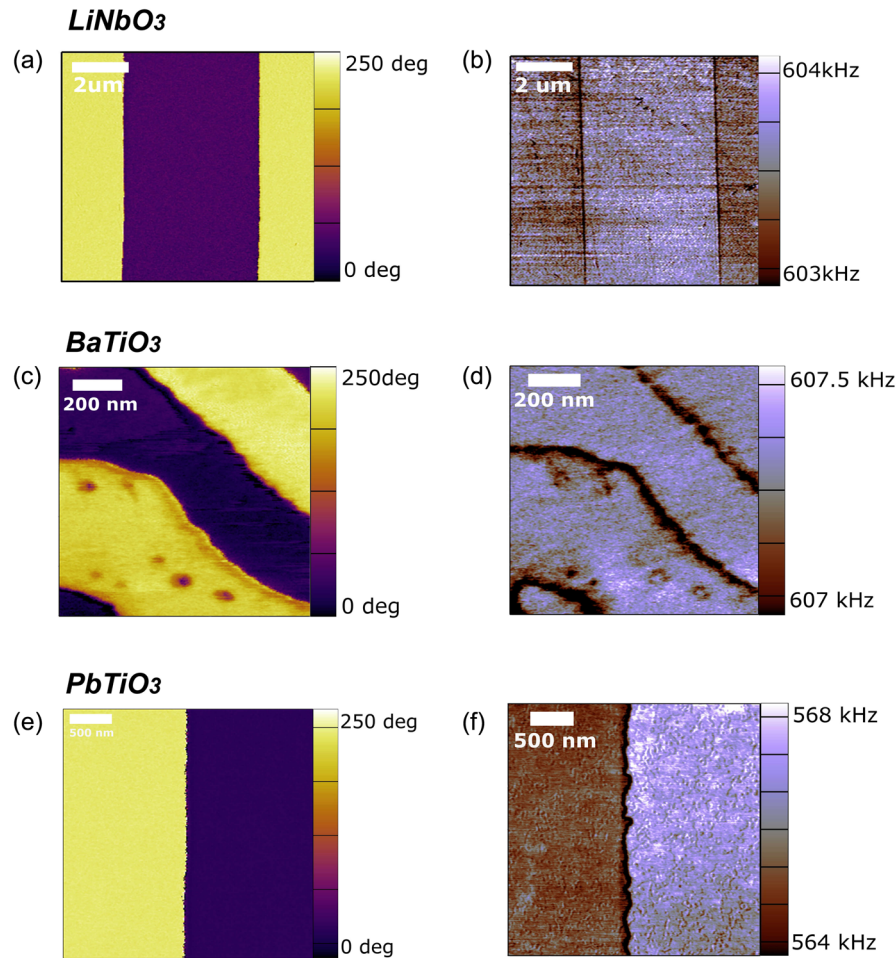 LiNbO3
(a)
2um
250 deg
0 deg
(b)
2 um
604kHz
603kHz
BaTiO3
(c)
200 nm
250deg
0 deg
(d)
200 nm
607.5 kHz
607 kHz
PbTiO3
(e)
500 nm
250 deg
0 deg
(f)
500 nm
568 kHz
564 kHz